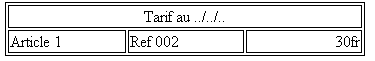 Tarif au ../../..
Article 1 Ref 002 30fr